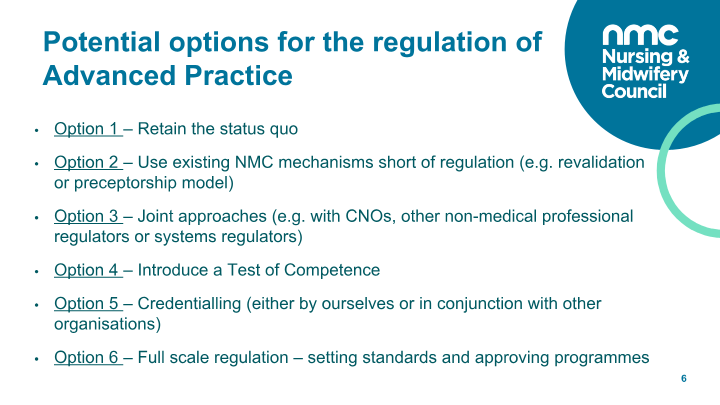 Potential options for the regulation of
Advanced Practice
nmc
Nursing &
Midwifery
Council
• Option 1 – Retain the status quo
• Option 2 – Use existing NMC mechanisms short of regulation (e.g. revalidation
or preceptorship model)
• Option 3 – Joint approaches (e.g. with CNOs, other non-medical professional
regulators or systems regulators)
• Option 4 – Introduce a Test of Competence
• Option 5 – Credentialling (either by ourselves or in conjunction with other
organisations)
• Option 6 – Full scale regulation – setting standards and approving programmes
6